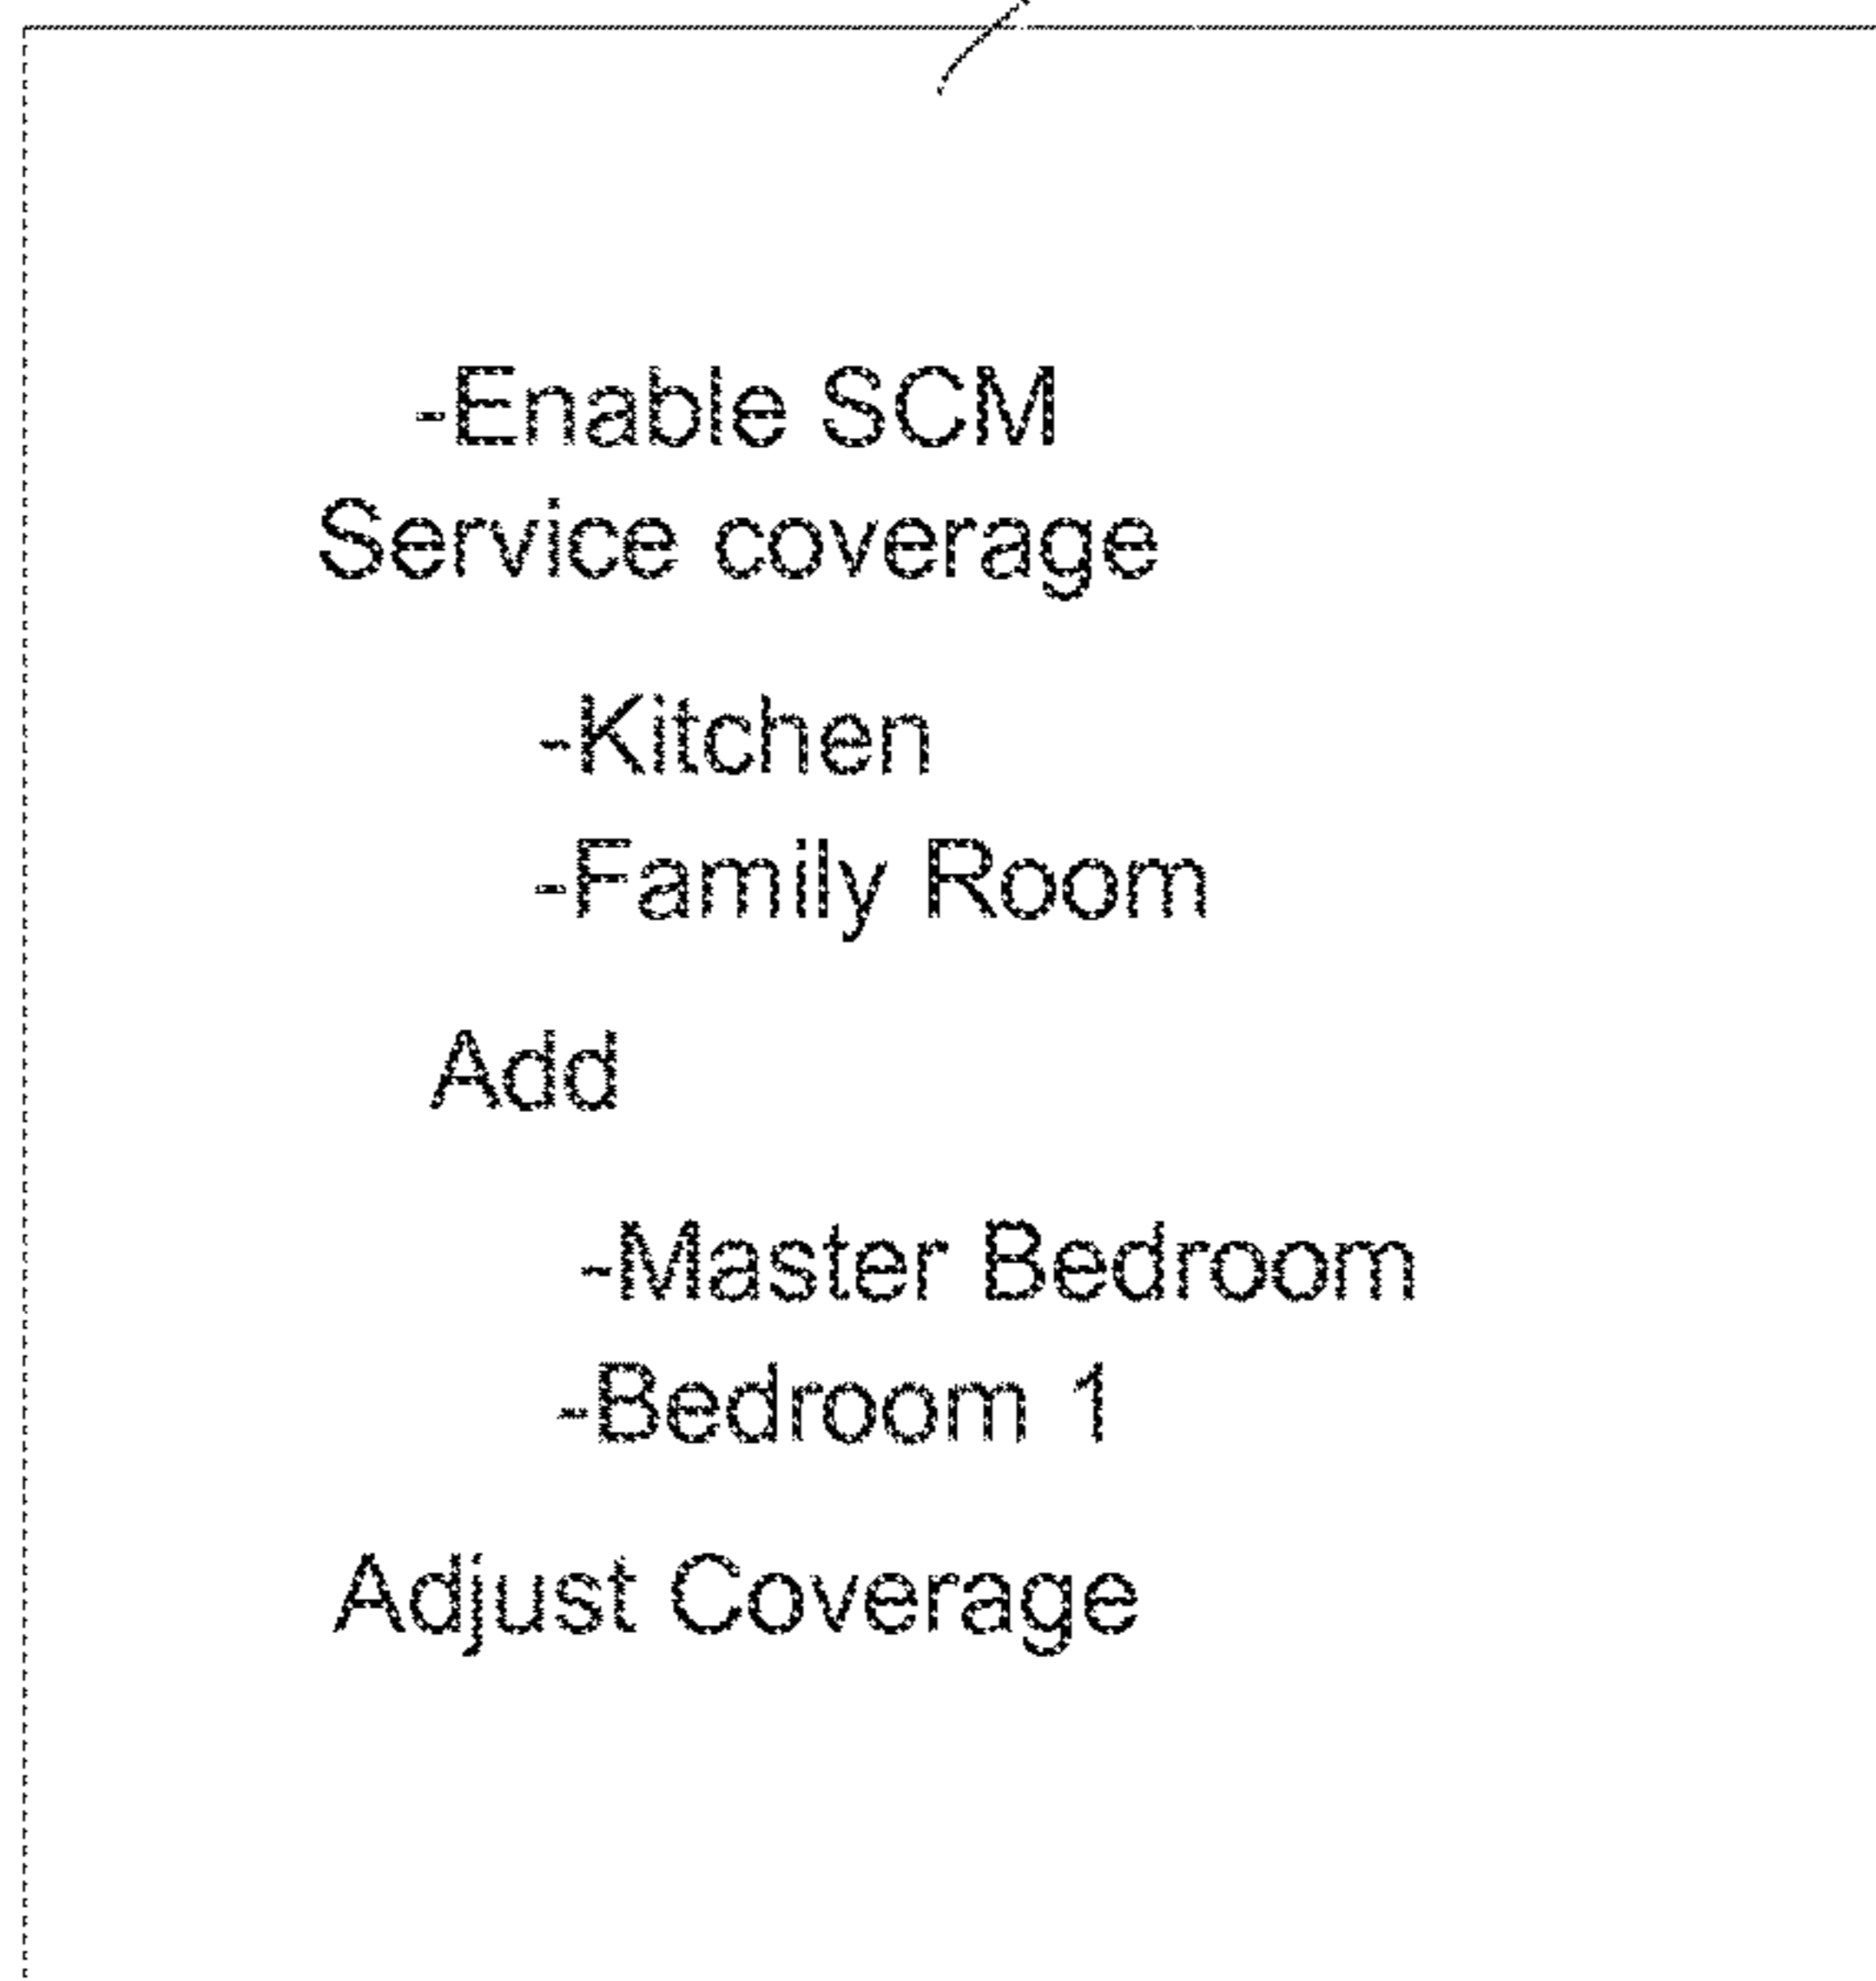 -Enable SCM
Service coverage
-Kitchen
-Family Room
Add
-Master Bedroom
-Bedroom 1
Adjust Coverage